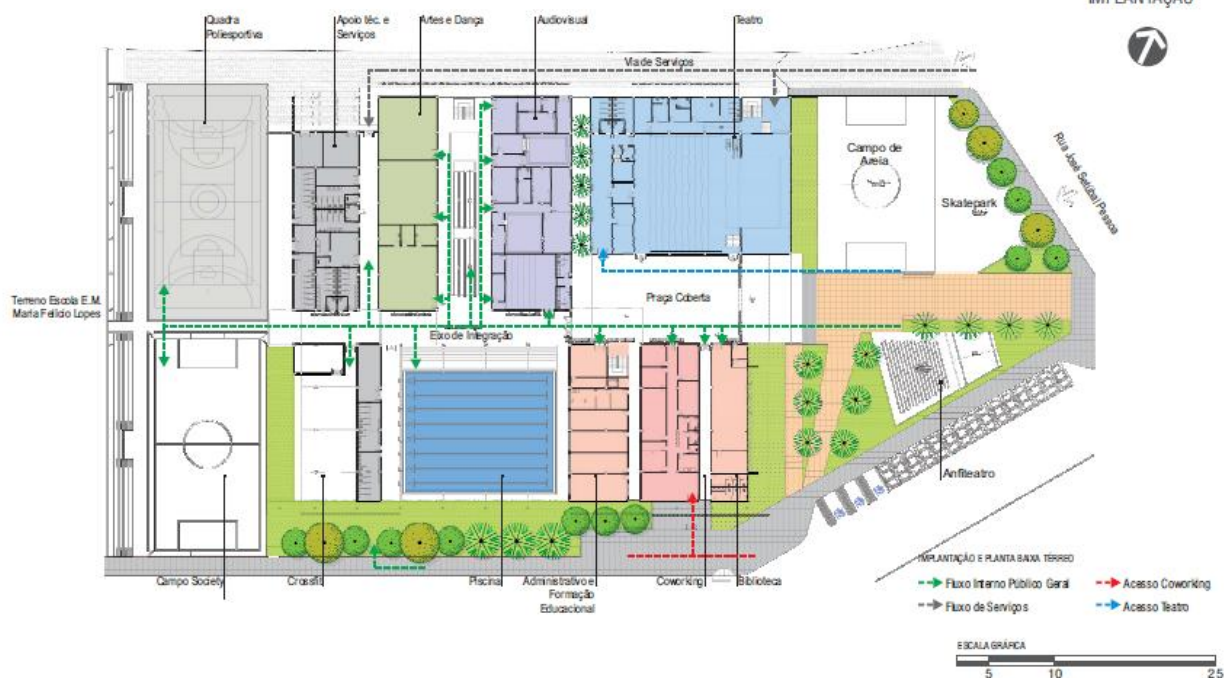 IMPLANTAÇÃO
Quadra
Poliesportiva
Apoio téc. e
Serviços
Artes e Dança
Audiovisual
Teatro
Via de Serviços
Campo de
Areia
Skatepark
Rua José Setúbal Pessoa
Terreno Escola E.M.
Maria Felício Lopes
Praça Coberta
Eixo de Integração
Anfiteatro
Campo Society
Crossfit
Piscina
Administrativo e
Formação
Educacional
Coworking
Biblioteca
IMPLANTAÇÃO E PLANTA BAIXA TÉRREO
Fluxo Interno Público Geral
Acesso Coworking
Fluxo de Serviços
Acesso Teatro
ESCALA GRÁFICA
5 10 25